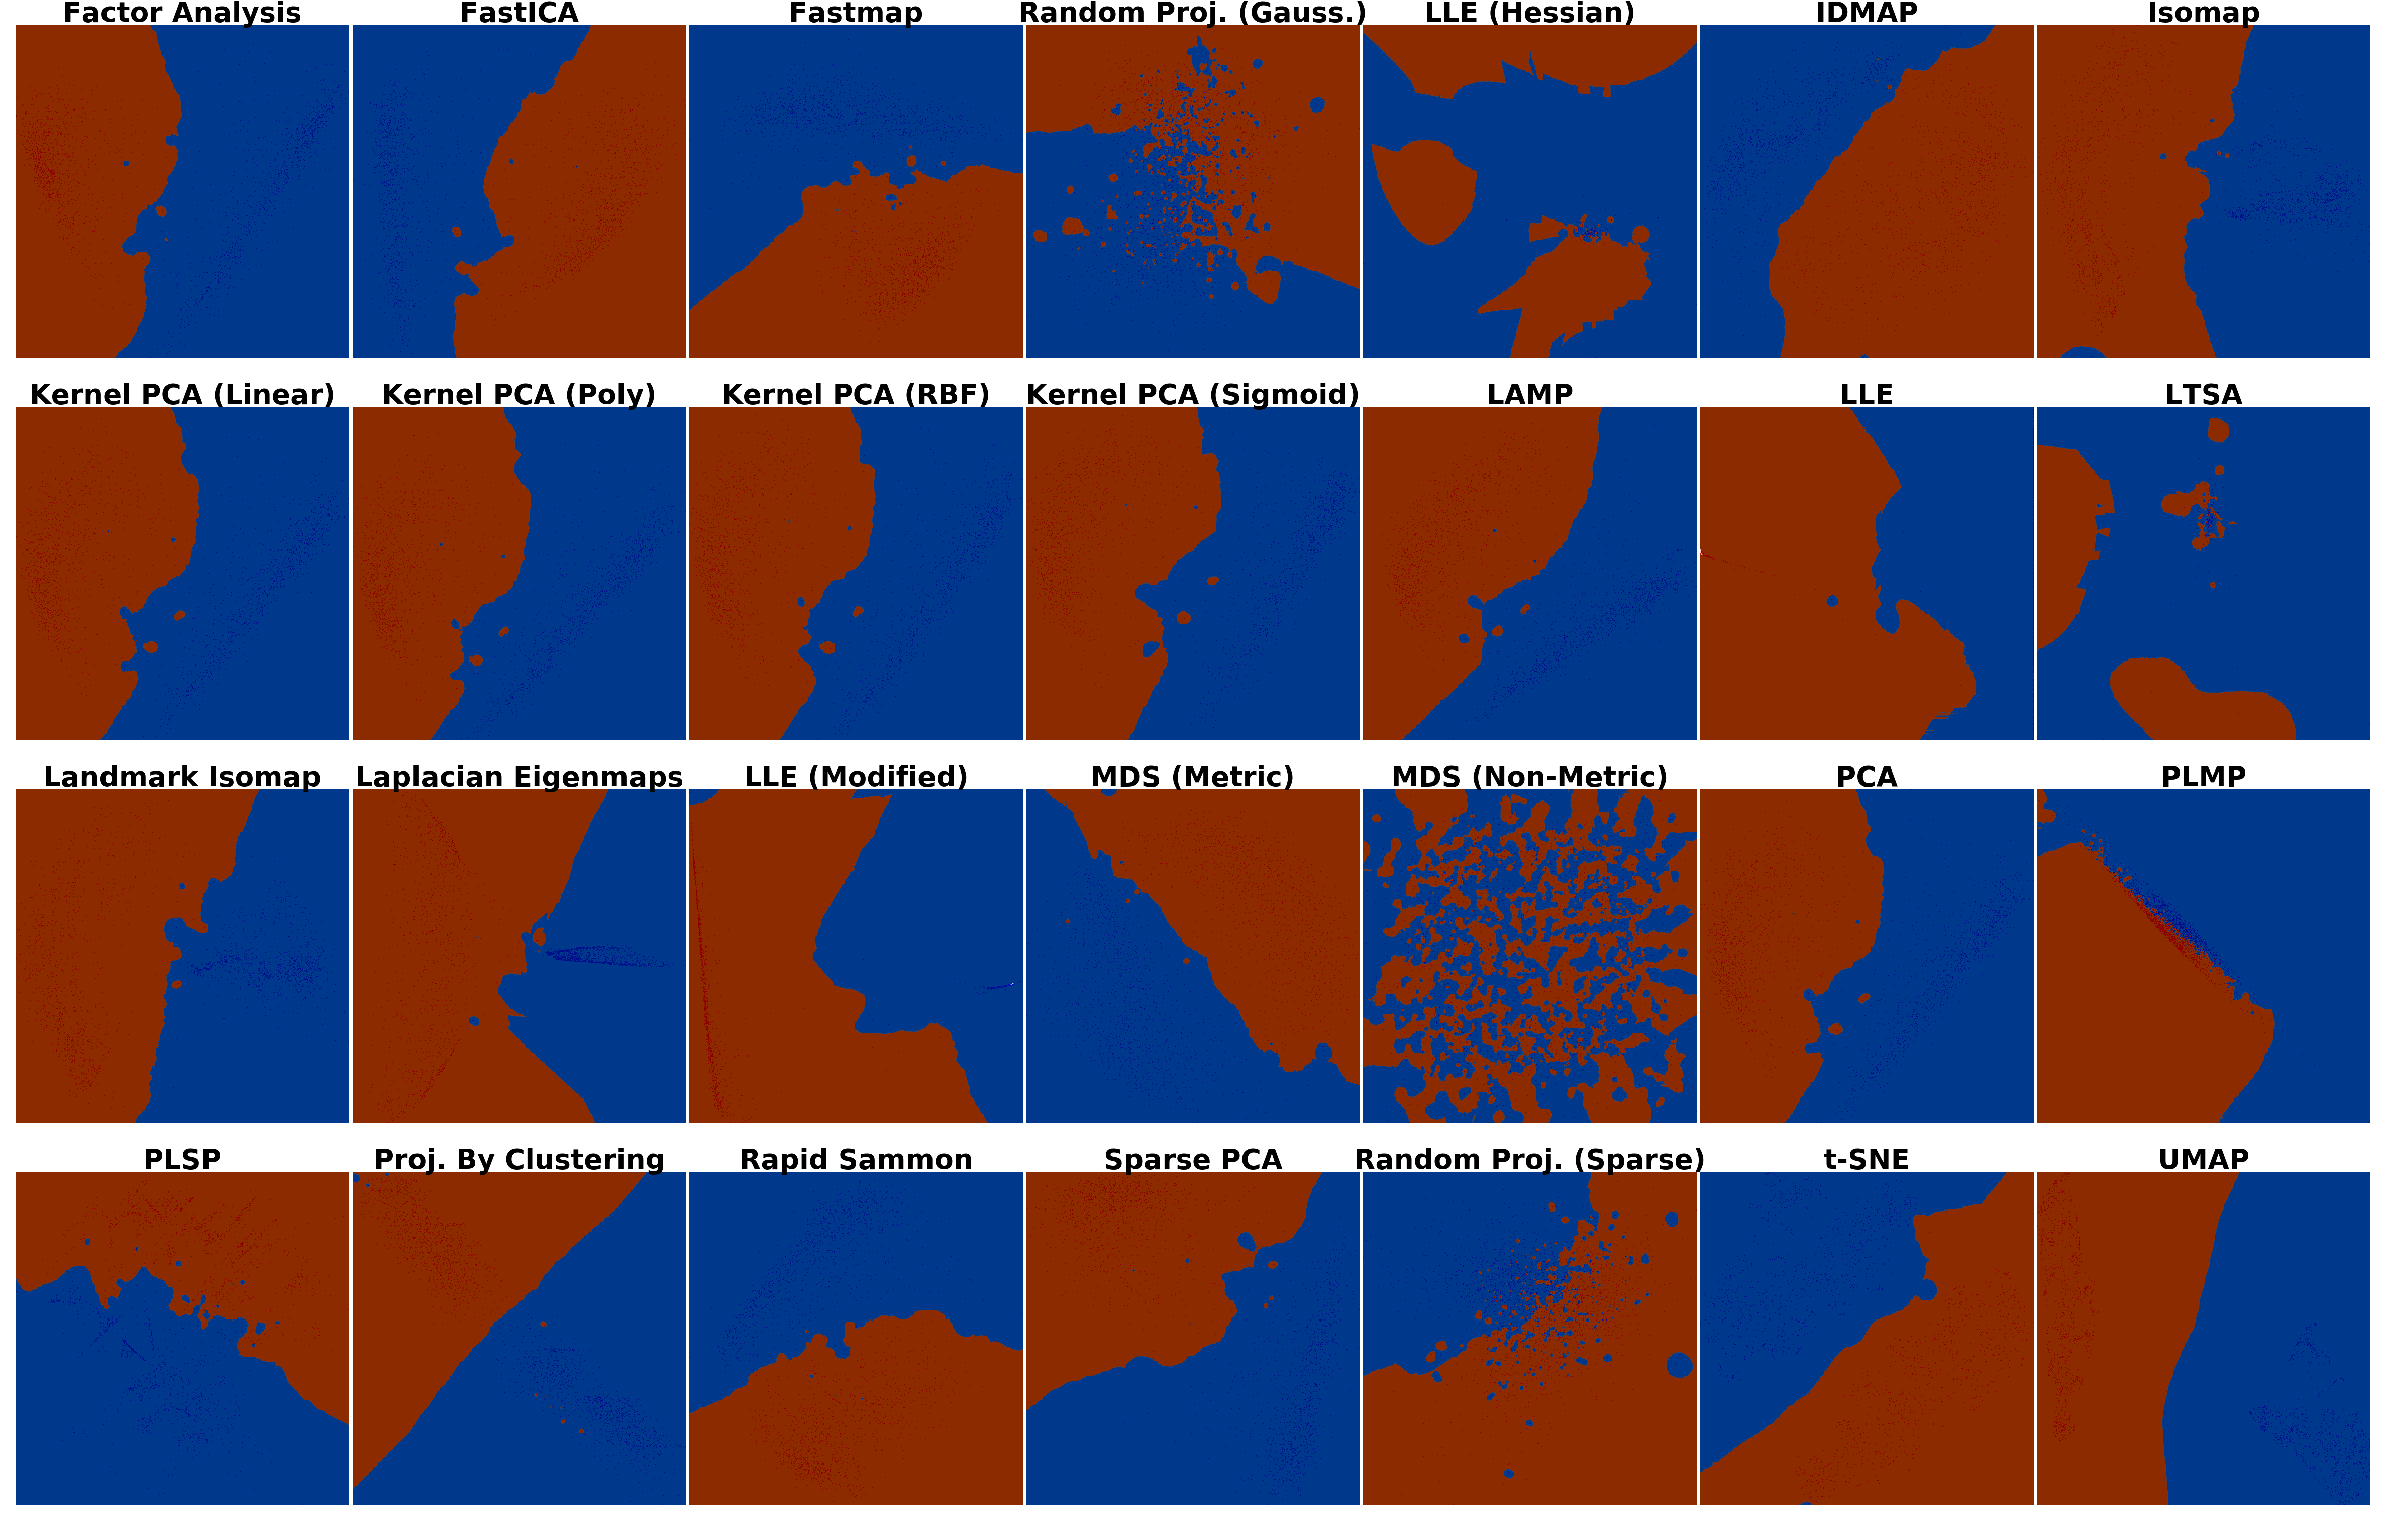 Factor Analysis
FastICA
Fastmap
Random Proj. (Gauss.)
LLE (Hessian)
IDMAP
Isomap
Kernel PCA (Linear)
Kernel PCA (Poly)
Kernel PCA (RBF)
Kernel PCA (Sigmoid)
LAMP
LLE
LTSA
Landmark Isomap
Laplacian Eigenmaps
LLE (Modified)
MDS (Metric)
MDS (Non-Metric)
PCA
PLMP
PLSP
Proj. By Clustering
Rapid Sammon
Sparse PCA
Random Proj. (Sparse)
t-SNE
UMAP